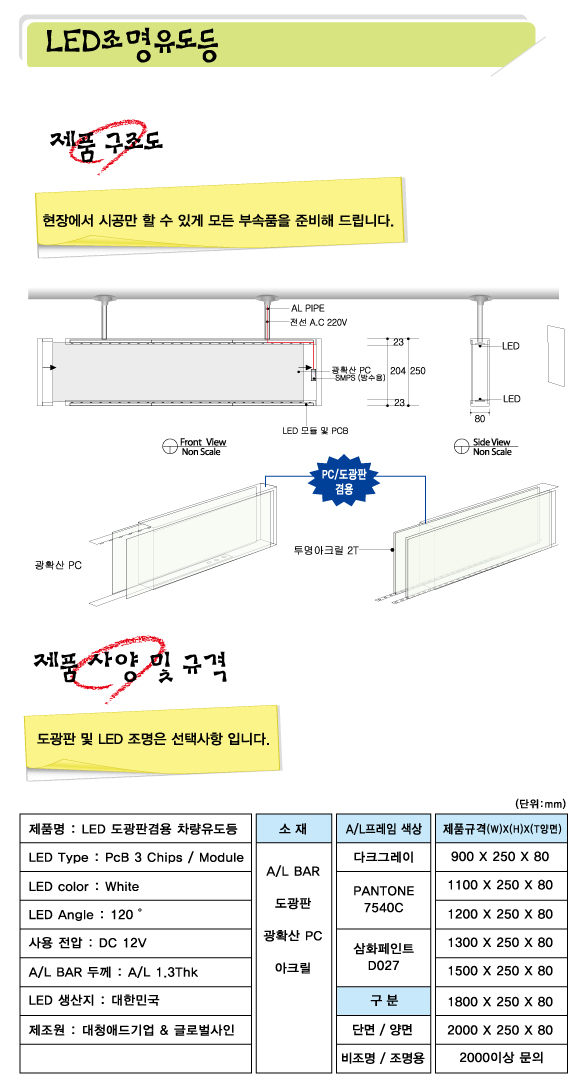 LED조명유도등
제품 구조도
현장에서 시공만 할 수 있게 모든 부속품을 준비해 드립니다.
AL PIPE
전선 A.C 220V
23
광확산 PC
SMPS (방수용)
204
250
23
LED 모듈 및 PCB
LED
LED
80
Front View
Non Scale
Side View
Non Scale
PC/도광판
겸용
광확산 PC
투명아크릴 2T
제품 사양 및 규격
도광판 및 LED 조명은 선택사항 입니다.
(단위:mm)
제품명 : LED 도광판겸용 차량유도등
LED Type : PcB 3 Chips / Module
LED color : White
LED Angle : 120 °
사용 전압 : DC 12V
A/L BAR 두께 : A/L 1.3Thk
LED 생산지 : 대한민국
제조원 : 대청애드기업 & 글로벌사인
소 재
A/L BAR
도광판
광확산 PC
아크릴
A/L프레임 색상
다크그레이
PANTONE
7540C
삼화페인트
D027
구 분
단면 / 양면
비조명 / 조명용
제품규격(W)X(H)X(T양면)
900 X 250 X 80
1100 X 250 X 80
1200 X 250 X 80
1300 X 250 X 80
1500 X 250 X 80
1800 X 250 X 80
2000 X 250 X 80
2000이상 문의